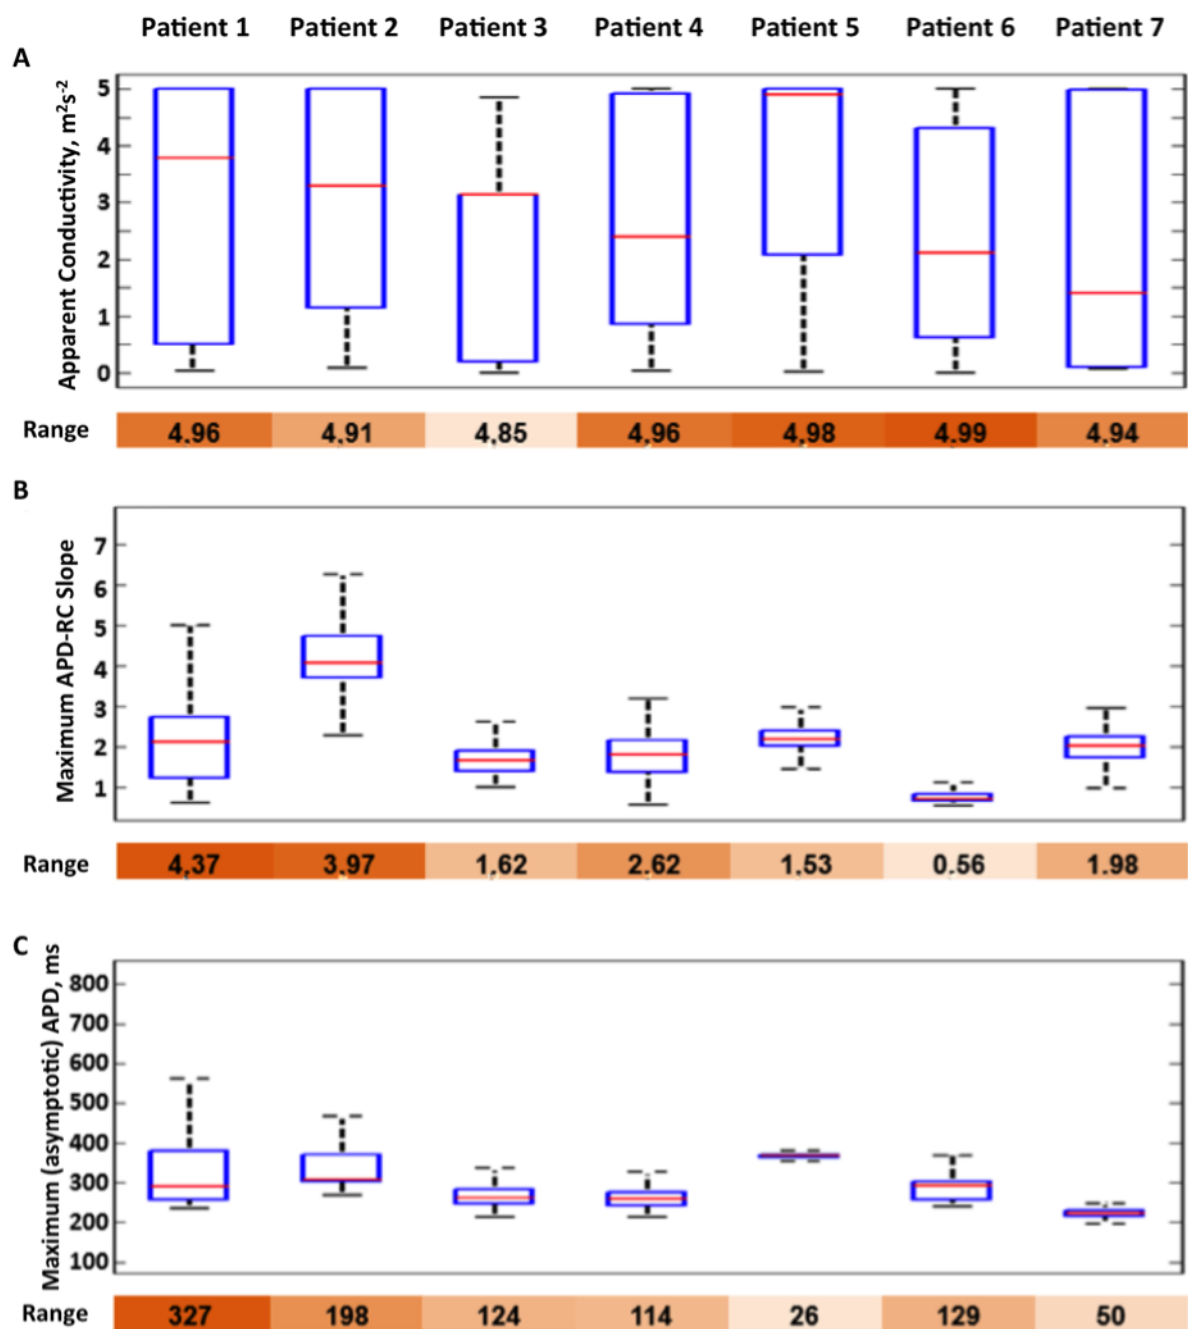 Patient 1 Patient 2 Patient 3 Patient 4 Patient 5 Patient 6 Patient 7
A
Apparent Conductivity, m²s⁻²
5
4
3
2
1
0
Range 4.96 4.91 4.85 4.96 4.98 4.99 4.94
B
Maximum APD-RC Slope
7
6
5
4
3
2
1
Range 4.37 3.97 1.62 2.62 1.53 0.56 1.98
C
Maximum (asymptotic) APD, ms
800
700
600
500
400
300
200
100
Range 327 198 124 114 26 129 50